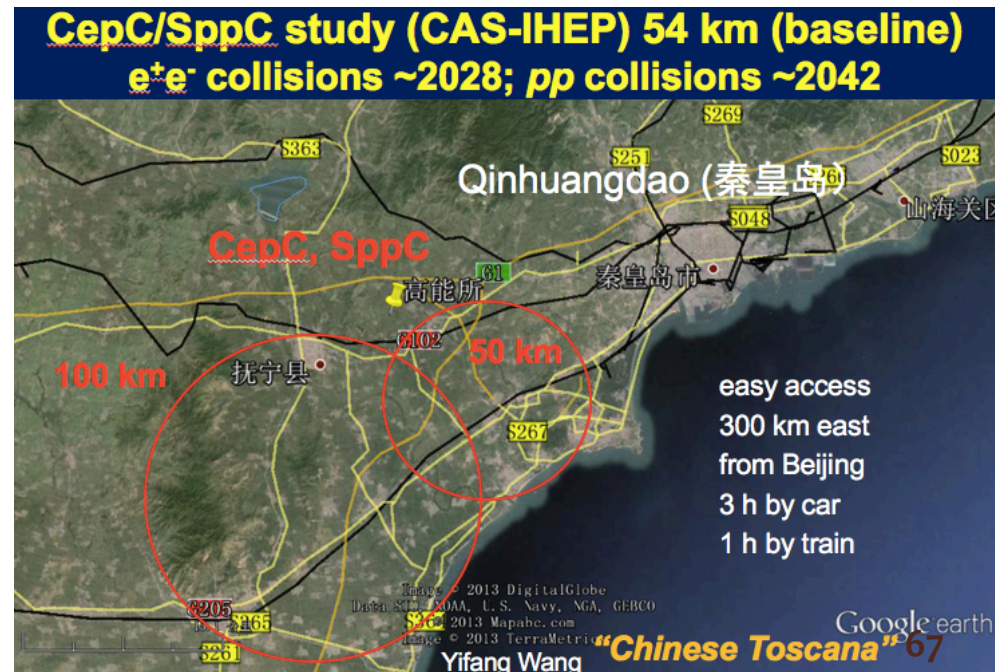 CepC/SppC study (CAS-IHEP) 54 km (baseline)
e⁺e⁻ collisions ~2028; pp collisions ~2042
S269
S363
S251
S023
Qinhuangdao (秦皇岛)
山海关区
S048
CepC, SppC
G1
秦皇岛市
高能所
G102
50 km
100 km
抚宁县
easy access
S267
300 km east
from Beijing
3 h by car
1 h by train
Image © 2013 DigitalGlobe
G205
Data SIO, NOAA, U.S. Navy, NGA, GEBCO
S265
© 2013 Mapabc.com
Google earth
Image © 2013 TerraMetrics
S261
"Chinese Toscana" 67
Yifang Wang